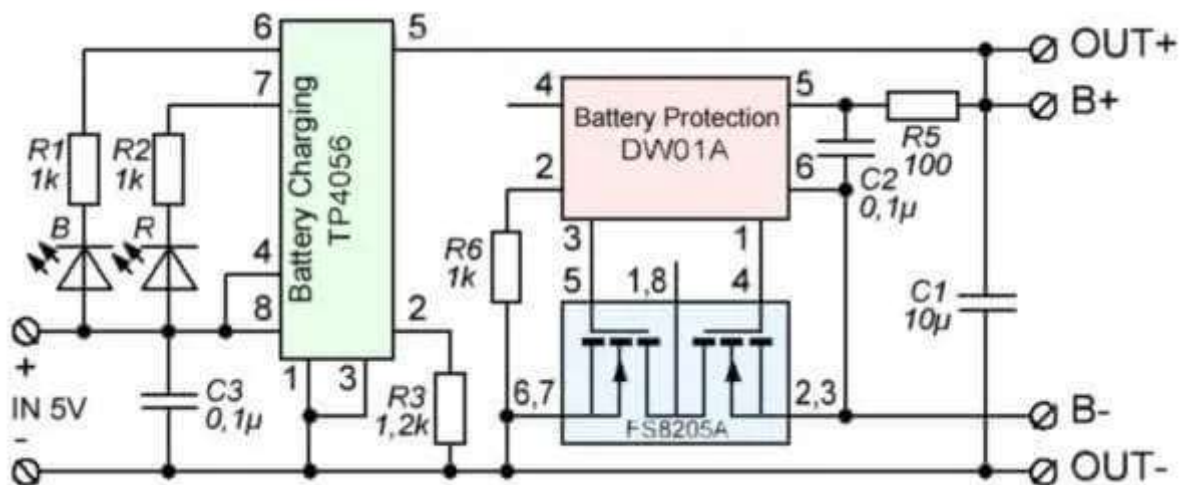 6
5
OUT+
7
4
Battery Protection
DW01A
5
B+
R1
1k
R2
1k
Battery Charging
TP4056
2
6
R5
100
C2
0,1µ
B
R
3
1
R6
1k
4
5
1,8
4
C1
10µ
8
2
+
IN 5V
-
C3
0,1µ
1
3
R3
1,2k
6,7
2,3
FS8205A
B-
OUT-